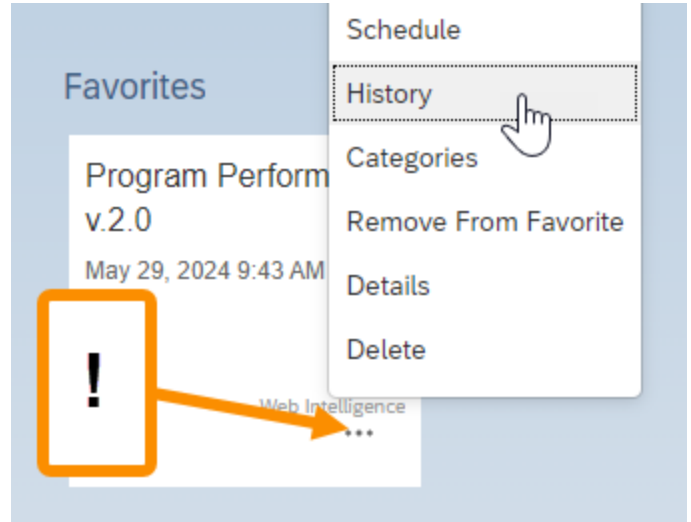 Schedule
Favorites
History
Categories
Program Perform
v.2.0
Remove From Favorite
May 29, 2024 9:43 AM
Details
Delete
!
Web Intelligence
...